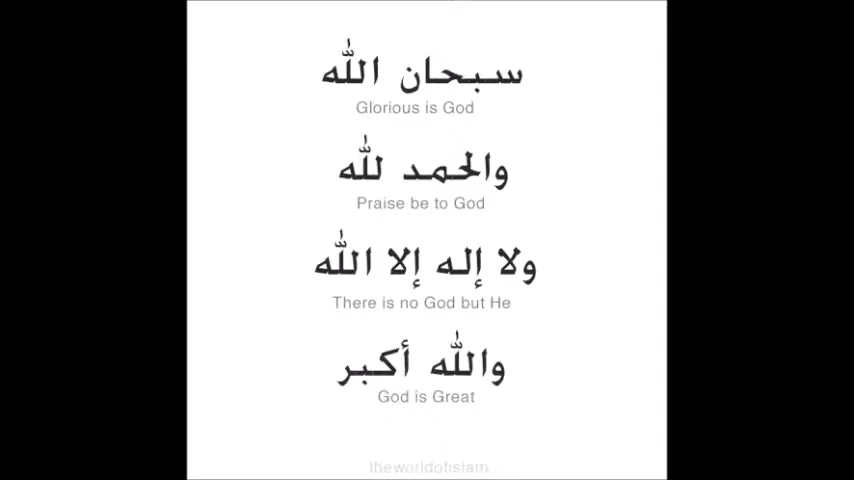 سبحان الله
Glorious is God
والحمد لله
Praise be to God
ولا إله إلا الله
There is no God but He
والله أكبر
God is Great
theworldofislam